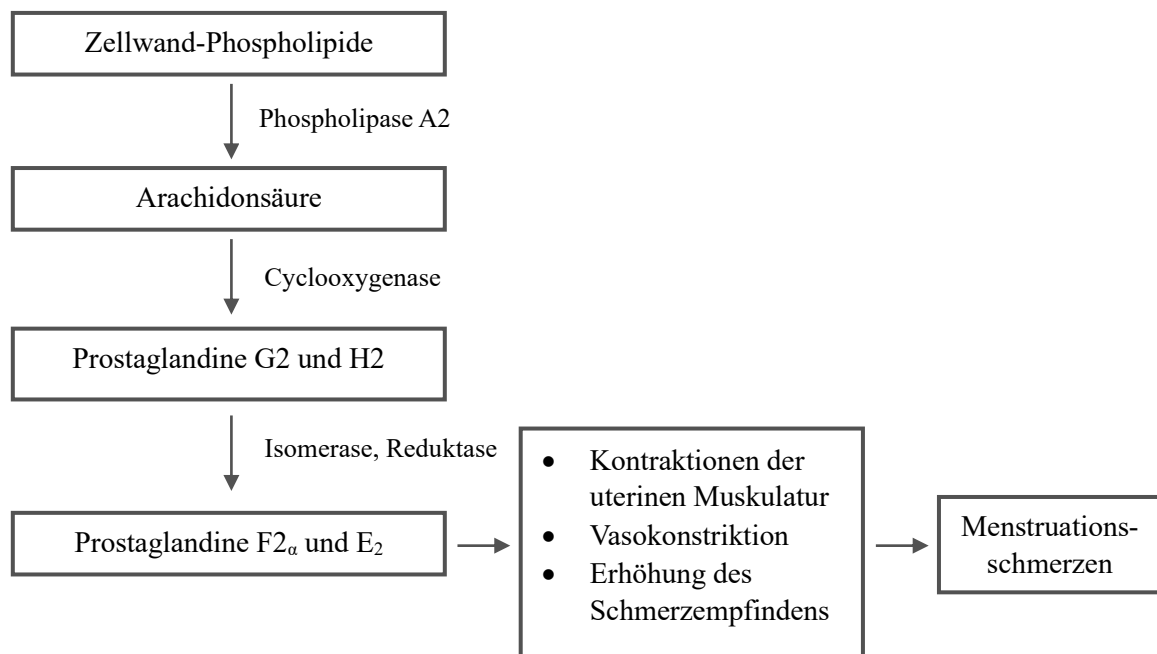 Zellwand-Phospholipide
Phospholipase A2
Arachidonsäure
Cyclooxygenase
Prostaglandine G2 und H2
Isomerase, Reduktase
Prostaglandine F2α und E2
• Kontraktionen der
uterinen Muskulatur
• Vasokonstriktion
• Erhöhung des
Schmerzempfindens
Menstruations-
schmerzen